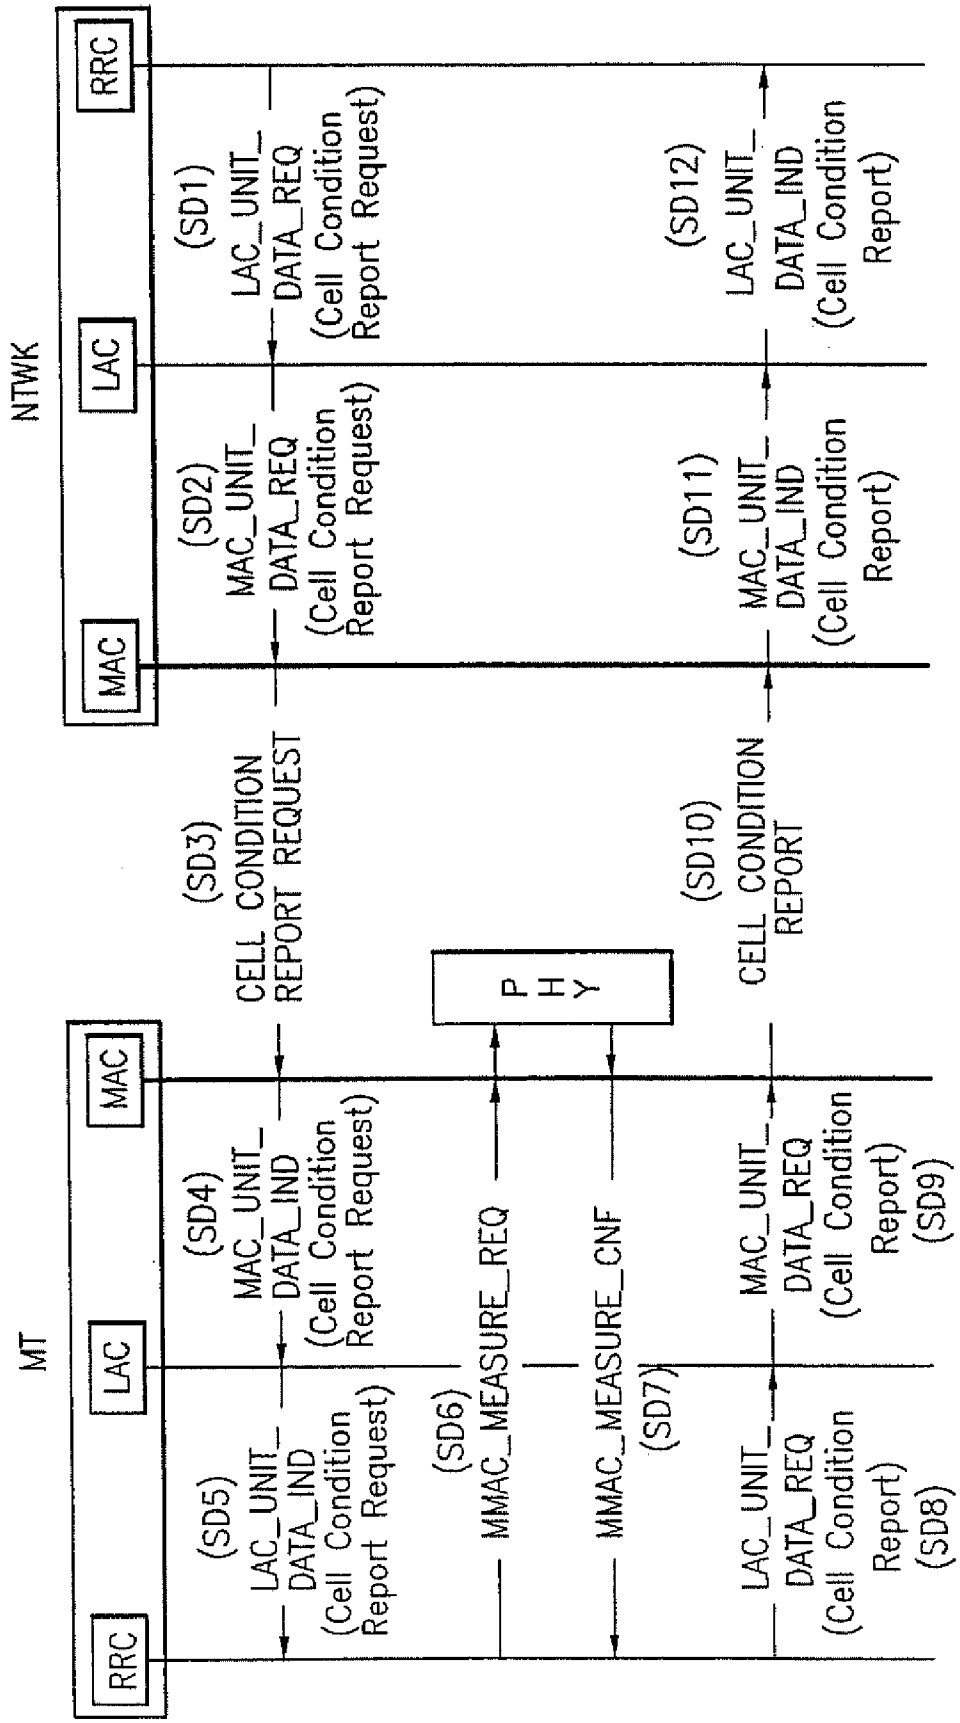 MT
NTWK
RRC
LAC
MAC
MAC
LAC
RRC
(SD5)
LAC_UNIT_
DATA_IND
(Cell Condition
Report Request)
(SD4)
MAC_UNIT_
DATA_IND
(Cell Condition
Report Request)
(SD3)
CELL CONDITION
REPORT REQUEST
(SD2)
MAC_UNIT_
DATA_REQ
(Cell Condition
Report Request)
(SD1)
LAC_UNIT_
DATA_REQ
(Cell Condition
Report Request)
(SD6)
MMAC_MEASURE_REQ
P
H
Y
MMAC_MEASURE_CNF
(SD7)
LAC_UNIT_
DATA_REQ
(Cell Condition
Report)
(SD8)
MAC_UNIT_
DATA_REQ
(Cell Condition
Report)
(SD9)
(SD10)
CELL CONDITION
REPORT
(SD11)
MAC_UNIT_
DATA_IND
(Cell Condition
Report)
(SD12)
LAC_UNIT_
DATA_IND
(Cell Condition
Report)